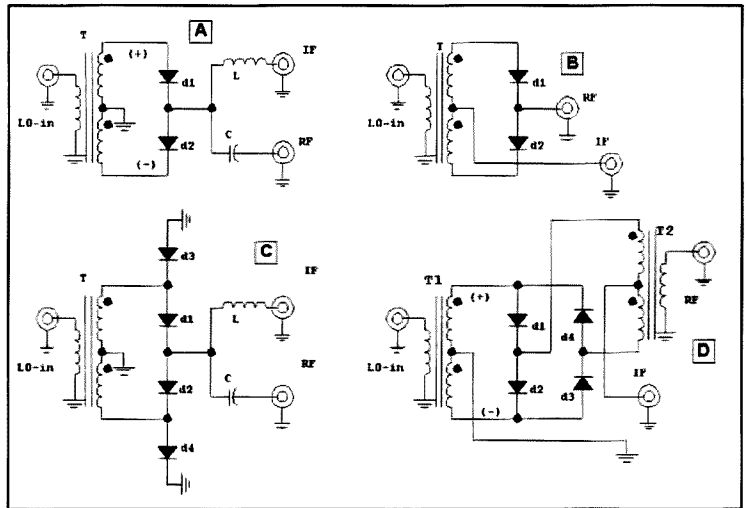 A
T
(+)
d1
IF
L
LO-in
C
RF
d2
(-)
B
T
d1
RF
LO-in
d2
IF
C
d3
T
IF
d1
L
LO-in
RF
d2
C
d4
D
T1
(+)
T2
d1
d4
RF
LO-in
d2
d3
IF
(-)